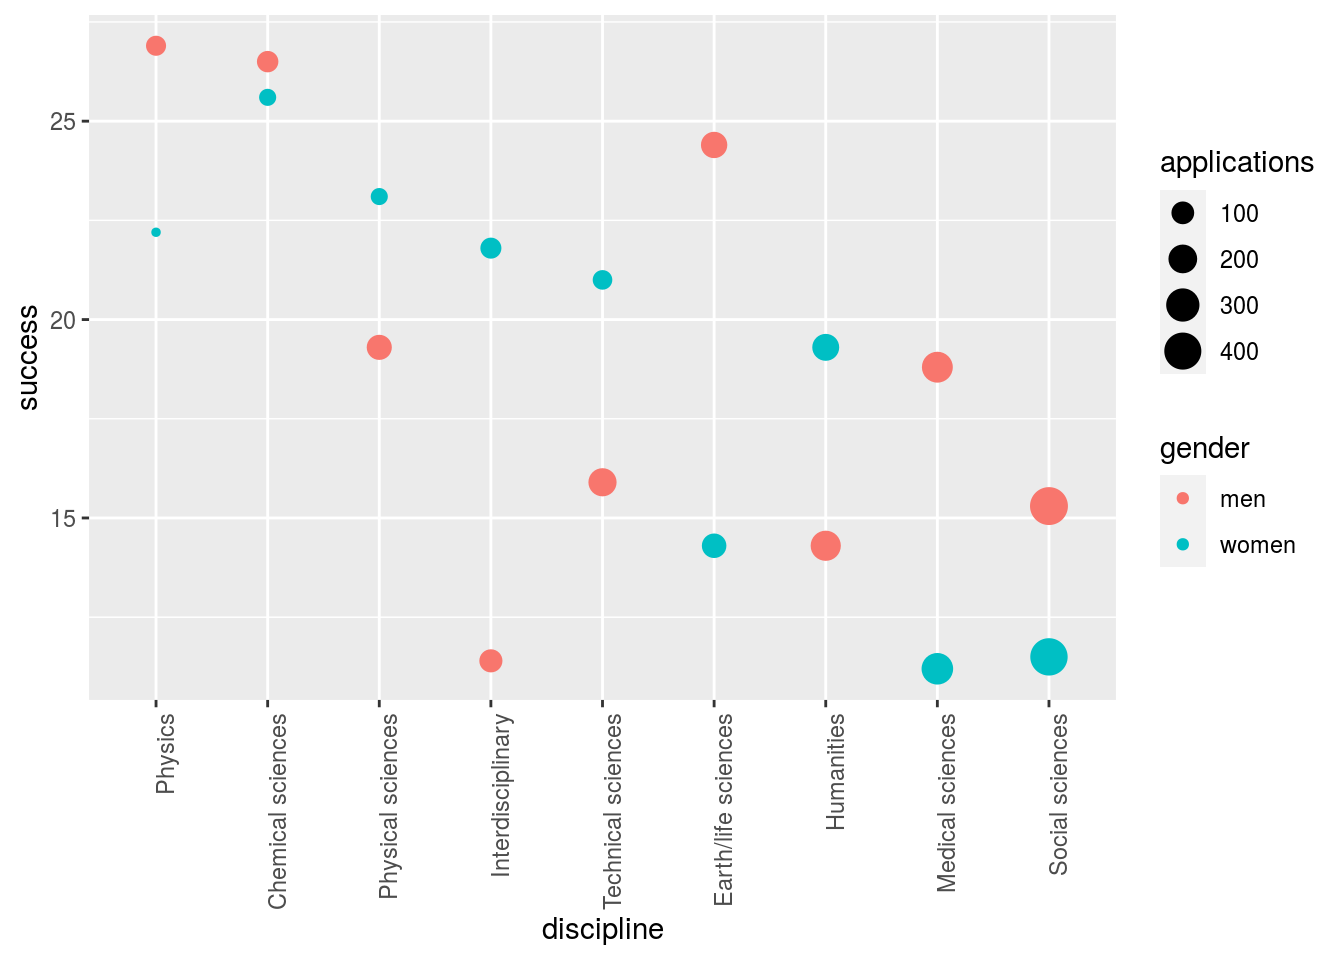 success
25
20
15
Physics
Chemical sciences
Physical sciences
Interdisciplinary
Technical sciences
Earth/life sciences
Humanities
Medical sciences
Social sciences
discipline
applications
100
200
300
400
gender
men
women